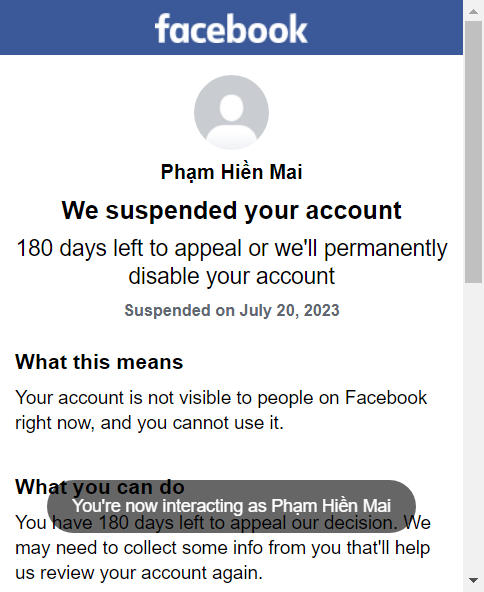 facebook
Phạm Hiền Mai
We suspended your account
180 days left to appeal or we'll permanently
disable your account
Suspended on July 20, 2023
What this means
Your account is not visible to people on Facebook
right now, and you cannot use it.
What you can do
You're now interacting as Phạm Hiền Mai
You have 180 days left to appeal our decision. We
may need to collect some info from you that'll help
us review your account again.